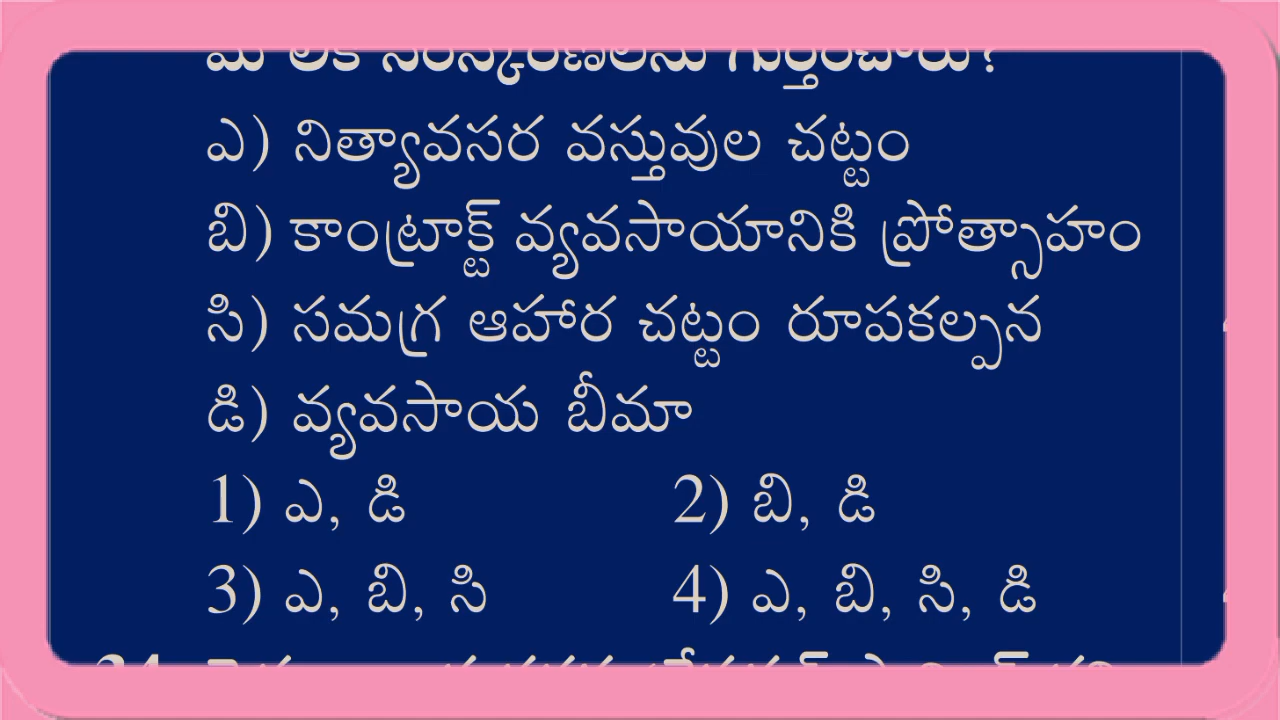 గుర్తించారు?
ఎ) నిత్యావసర వస్తువుల చట్టం
బి) కాంట్రాక్ట్ వ్యవసాయానికి ప్రోత్సాహం
సి) సమగ్ర ఆహార చట్టం రూపకల్పన
డి) వ్యవసాయ బీమా
1) ఎ, డి 2) బి, డి
3) ఎ, బి, సి 4) ఎ, బి, సి, డి